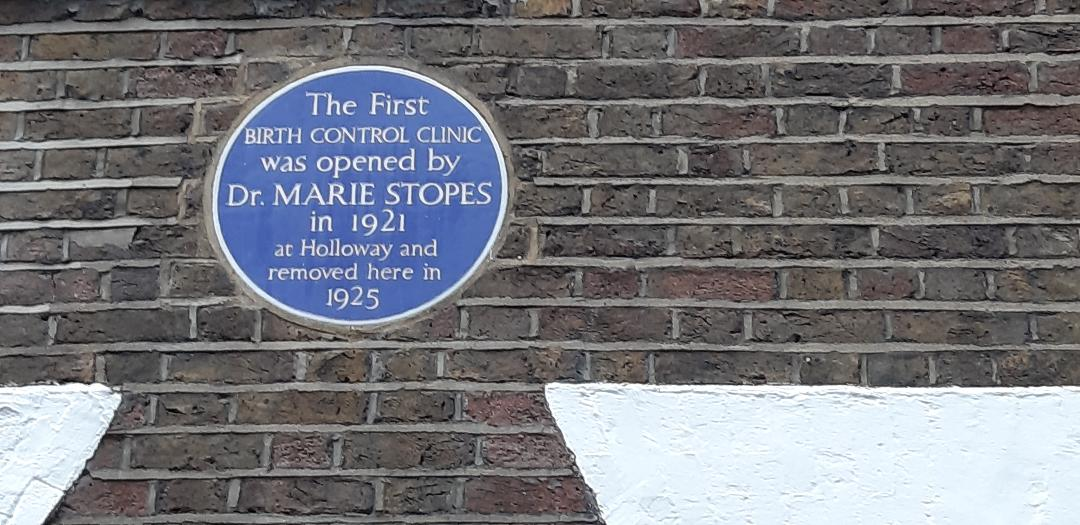 The First
BIRTH CONTROL CLINIC
was opened by
Dr. MARIE STOPES
in 1921
at Holloway and
removed here in
1925